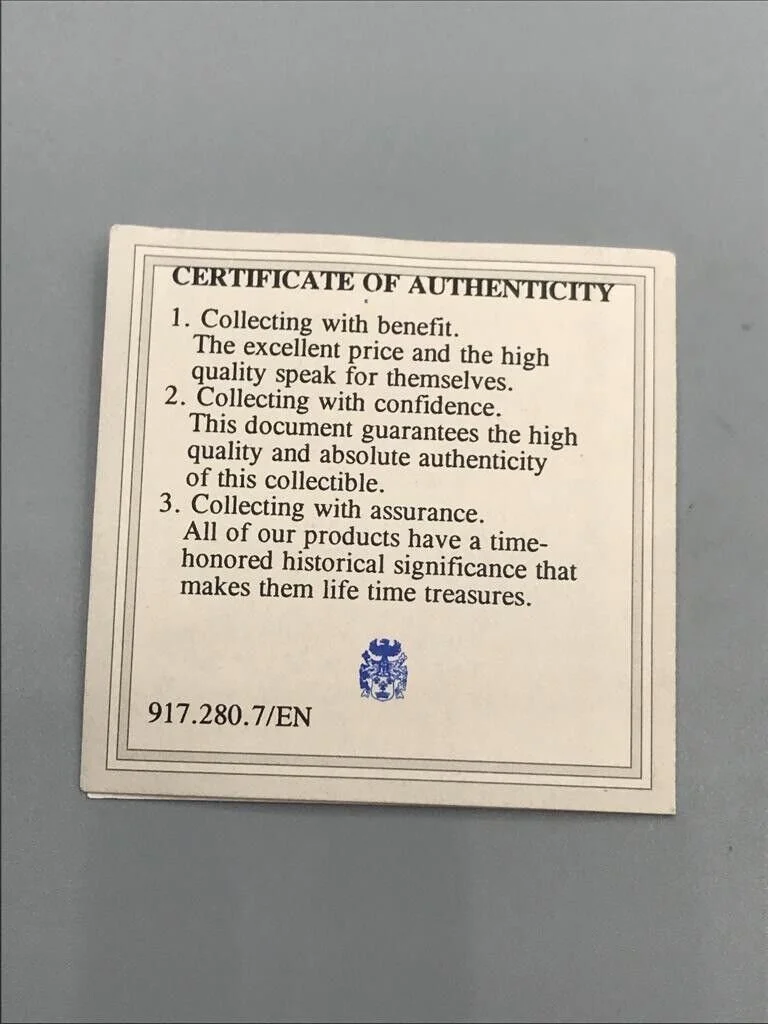 CERTIFICATE OF AUTHENTICITY
1. Collecting with benefit.
The excellent price and the high
quality speak for themselves.
2. Collecting with confidence.
This document guarantees the high
quality and absolute authenticity
of this collectible.
3. Collecting with assurance.
All of our products have a time-
honored historical significance that
makes them life time treasures.
917.280.7/EN